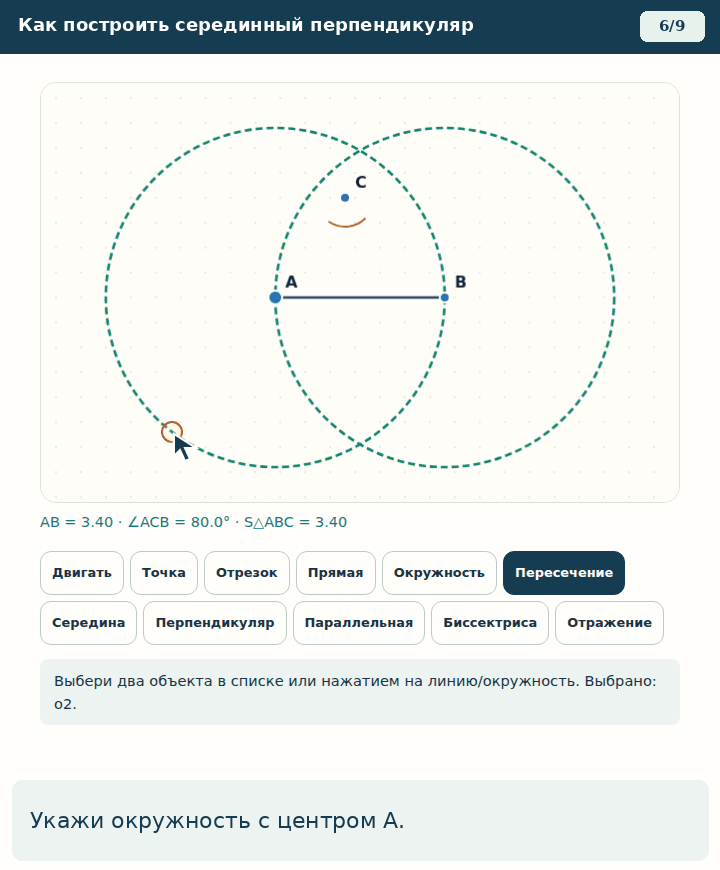 Как построить серединный перпендикуляр
6/9
C
A
B
AB = 3.40 · ∠ACB = 80.0° · S△ABC = 3.40
Двигать Точка Отрезок Прямая Окружность Пересечение
Середина Перпендикуляр Параллельная Биссектриса Отражение
Выбери два объекта в списке или нажатием на линию/окружность. Выбрано:
о2.
Укажи окружность с центром A.